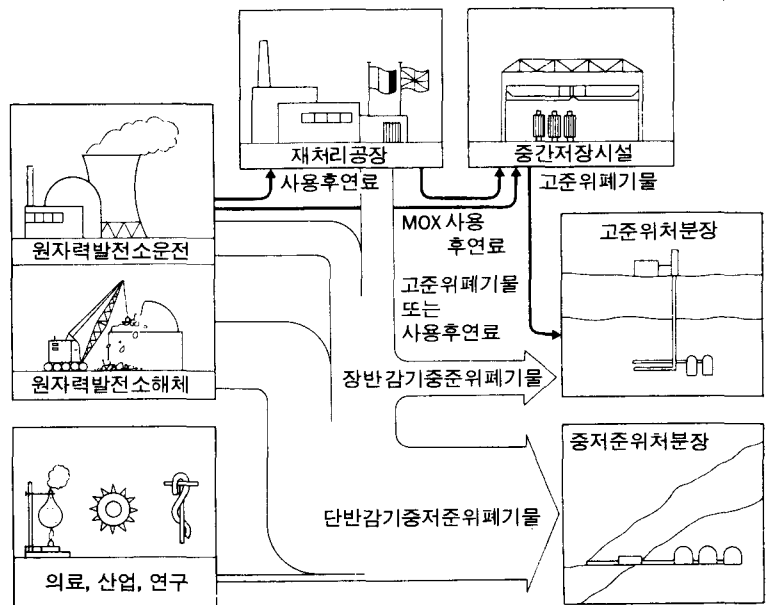 재처리공장
중간저장시설
사용후연료
고준위폐기물
원자력발전소운전
MOX 사용
후연료
고준위처분장
고준위폐기물
또는
사용후연료
원자력발전소해체
장반감기중준위폐기물
중저준위처분장
단반감기중저준위폐기물
의료, 산업, 연구